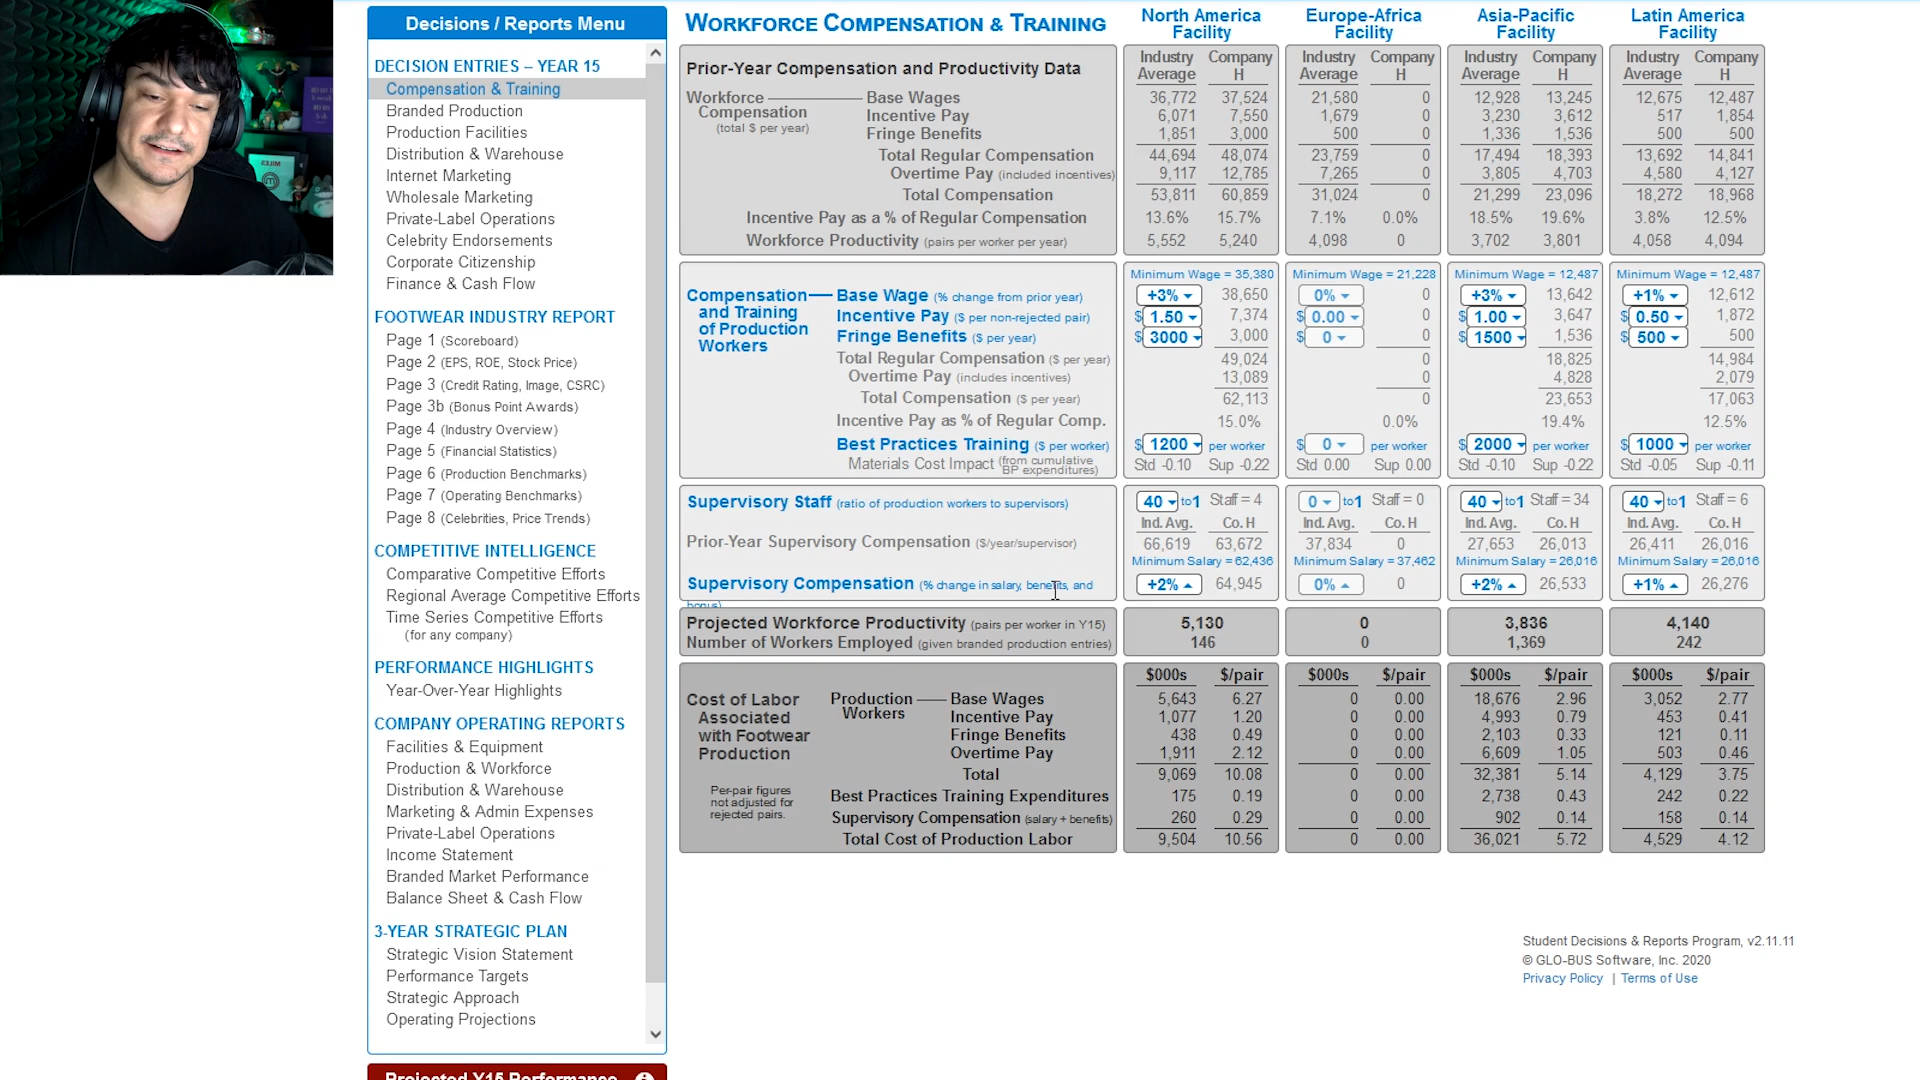 Decisions / Reports Menu
DECISION ENTRIES – YEAR 15
Compensation & Training
Branded Production
Production Facilities
Distribution & Warehouse
Internet Marketing
Wholesale Marketing
Private-Label Operations
Celebrity Endorsements
Corporate Citizenship
Finance & Cash Flow
FOOTWEAR INDUSTRY REPORT
Page 1 (Scoreboard)
Page 2 (EPS, ROE, Stock Price)
Page 3 (Credit Rating, Image, CSRC)
Page 3b (Bonus Point Awards)
Page 4 (Industry Overview)
Page 5 (Financial Statistics)
Page 6 (Production Benchmarks)
Page 7 (Operating Benchmarks)
Page 8 (Celebrities, Price Trends)
COMPETITIVE INTELLIGENCE
Comparative Competitive Efforts
Regional Average Competitive Efforts
Time Series Competitive Efforts
(for any company)
PERFORMANCE HIGHLIGHTS
Year-Over-Year Highlights
COMPANY OPERATING REPORTS
Facilities & Equipment
Production & Workforce
Distribution & Warehouse
Marketing & Admin Expenses
Private-Label Operations
Income Statement
Branded Market Performance
Balance Sheet & Cash Flow
3-YEAR STRATEGIC PLAN
Strategic Vision Statement
Performance Targets
Strategic Approach
Operating Projections
Projected Y15 Performance
WORKFORCE COMPENSATION & TRAINING
North America Facility Europe-Africa Facility Asia-Pacific Facility Latin America Facility
Prior-Year Compensation and Productivity Data
Industry Average Company H Industry Average Company H Industry Average Company H Industry Average Company H
Workforce Compensation (total $ per year)
Base Wages 36,772 37,524 21,580 0 12,928 13,245 12,675 12,487
Incentive Pay 6,071 7,550 1,679 0 3,230 3,612 517 1,854
Fringe Benefits 1,851 3,000 500 0 1,336 1,536 500 500
Total Regular Compensation 44,694 48,074 23,759 0 17,494 18,393 13,692 14,841
Overtime Pay (included incentives) 9,117 12,785 7,265 0 3,805 4,703 4,580 4,127
Total Compensation 53,811 60,859 31,024 0 21,299 23,096 18,272 18,968
Incentive Pay as a % of Regular Compensation 13.6% 15.7% 7.1% 0.0% 18.5% 19.6% 3.8% 12.5%
Workforce Productivity (pairs per worker per year) 5,552 5,240 4,098 0 3,702 3,801 4,058 4,094
Minimum Wage = 35,380 Minimum Wage = 21,228 Minimum Wage = 12,487 Minimum Wage = 12,487
Compensation and Training of Production Workers
Base Wage (% change from prior year) +3% 38,650 0% 0 +3% 13,642 +1% 12,612
Incentive Pay ($ per non-rejected pair) $ 1.50 7,374 $ 0.00 0 $ 1.00 3,647 $ 0.50 1,872
Fringe Benefits ($ per year) $ 3000 3,000 $ 0 0 $ 1500 1,536 $ 500 500
Total Regular Compensation ($ per year) 49,024 0 18,825 14,984
Overtime Pay (includes incentives) 13,089 0 4,828 2,079
Total Compensation ($ per year) 62,113 0 23,653 17,063
Incentive Pay as % of Regular Comp. 15.0% 0.0% 19.4% 12.5%
Best Practices Training ($ per worker) $ 1200 per worker $ 0 per worker $ 2000 per worker $ 1000 per worker
Materials Cost Impact (from cumulative BP expenditures) Std -0.10 Sup -0.22 Std 0.00 Sup 0.00 Std -0.10 Sup -0.22 Std -0.05 Sup -0.11
Supervisory Staff (ratio of production workers to supervisors) 40 to 1 Staff = 4 0 to 1 Staff = 0 40 to 1 Staff = 34 40 to 1 Staff = 6
Ind. Avg. Co. H Ind. Avg. Co. H Ind. Avg. Co. H Ind. Avg. Co. H
Prior-Year Supervisory Compensation ($/year/supervisor) 66,619 63,672 37,834 0 27,653 26,013 26,411 26,016
Minimum Salary = 62,436 Minimum Salary = 37,462 Minimum Salary = 26,016 Minimum Salary = 26,016
Supervisory Compensation (% change in salary, benefits, and bonus) +2% 64,945 0% 0 +2% 26,533 +1% 26,276
Projected Workforce Productivity (pairs per worker in Y15) 5,130 0 3,836 4,140
Number of Workers Employed (given branded production entries) 146 0 1,369 242
$000s $/pair $000s $/pair $000s $/pair $000s $/pair
Cost of Labor Associated with Footwear Production
Per-pair figures not adjusted for rejected pairs.
Production Workers
Base Wages 5,643 6.27 0 0.00 18,676 2.96 3,052 2.77
Incentive Pay 1,077 1.20 0 0.00 4,993 0.79 453 0.41
Fringe Benefits 438 0.49 0 0.00 2,103 0.33 121 0.11
Overtime Pay 1,911 2.12 0 0.00 6,609 1.05 503 0.46
Total 9,069 10.08 0 0.00 32,381 5.14 4,129 3.75
Best Practices Training Expenditures 175 0.19 0 0.00 2,738 0.43 242 0.22
Supervisory Compensation (salary + benefits) 260 0.29 0 0.00 902 0.14 158 0.14
Total Cost of Production Labor 9,504 10.56 0 0.00 36,021 5.72 4,529 4.12
Student Decisions & Reports Program, v2.11.11
© GLO-BUS Software, Inc. 2020
Privacy Policy | Terms of Use